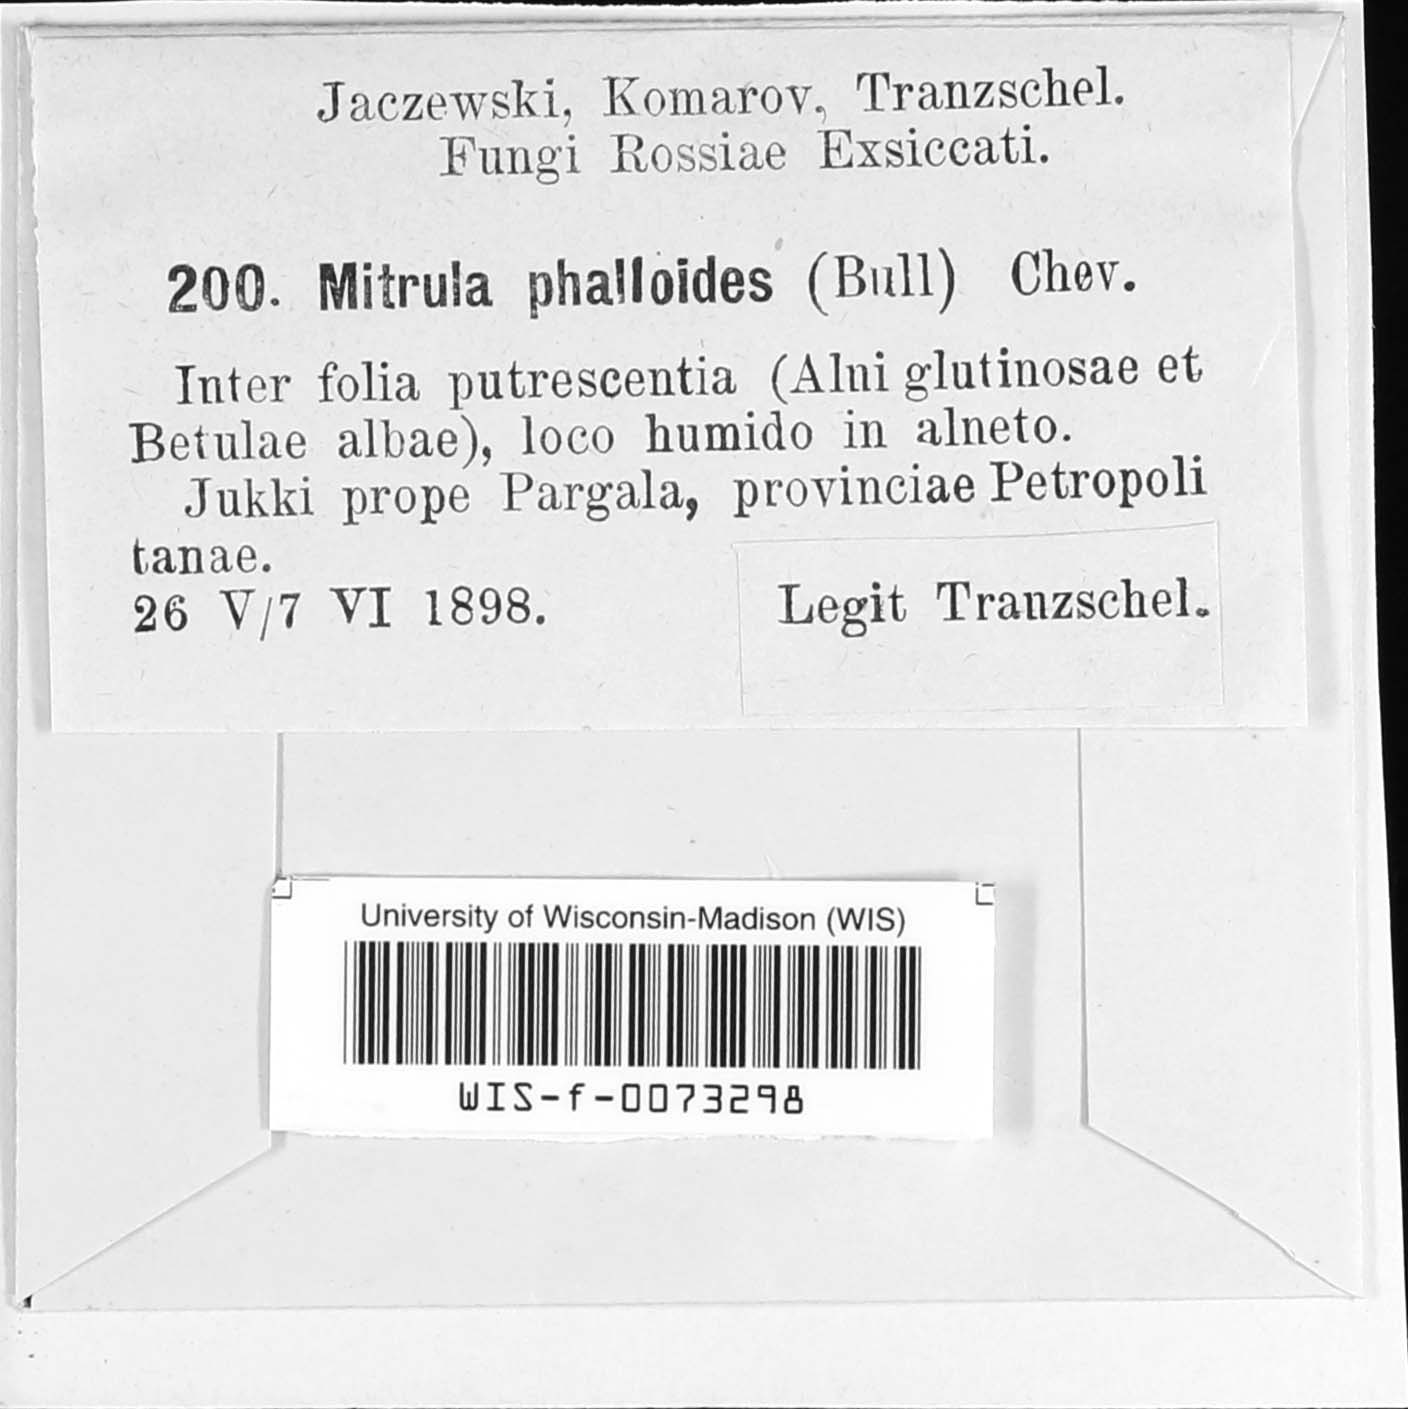 Jaczewski, Komarov, Tranzschel.
Fungi Rossiae Exsiccati.
200. Mitrula phalloides (Bull) Chev.
Inter folia putrescentia (Alni glutinosae et
Betulae albae), loco humido in alneto.
Jukki prope Pargala, provinciae Petropoli
tanae.
26 V/7 VI 1898.
Legit Tranzschel.
University of Wisconsin-Madison (WIS)
WIS-f-0073298